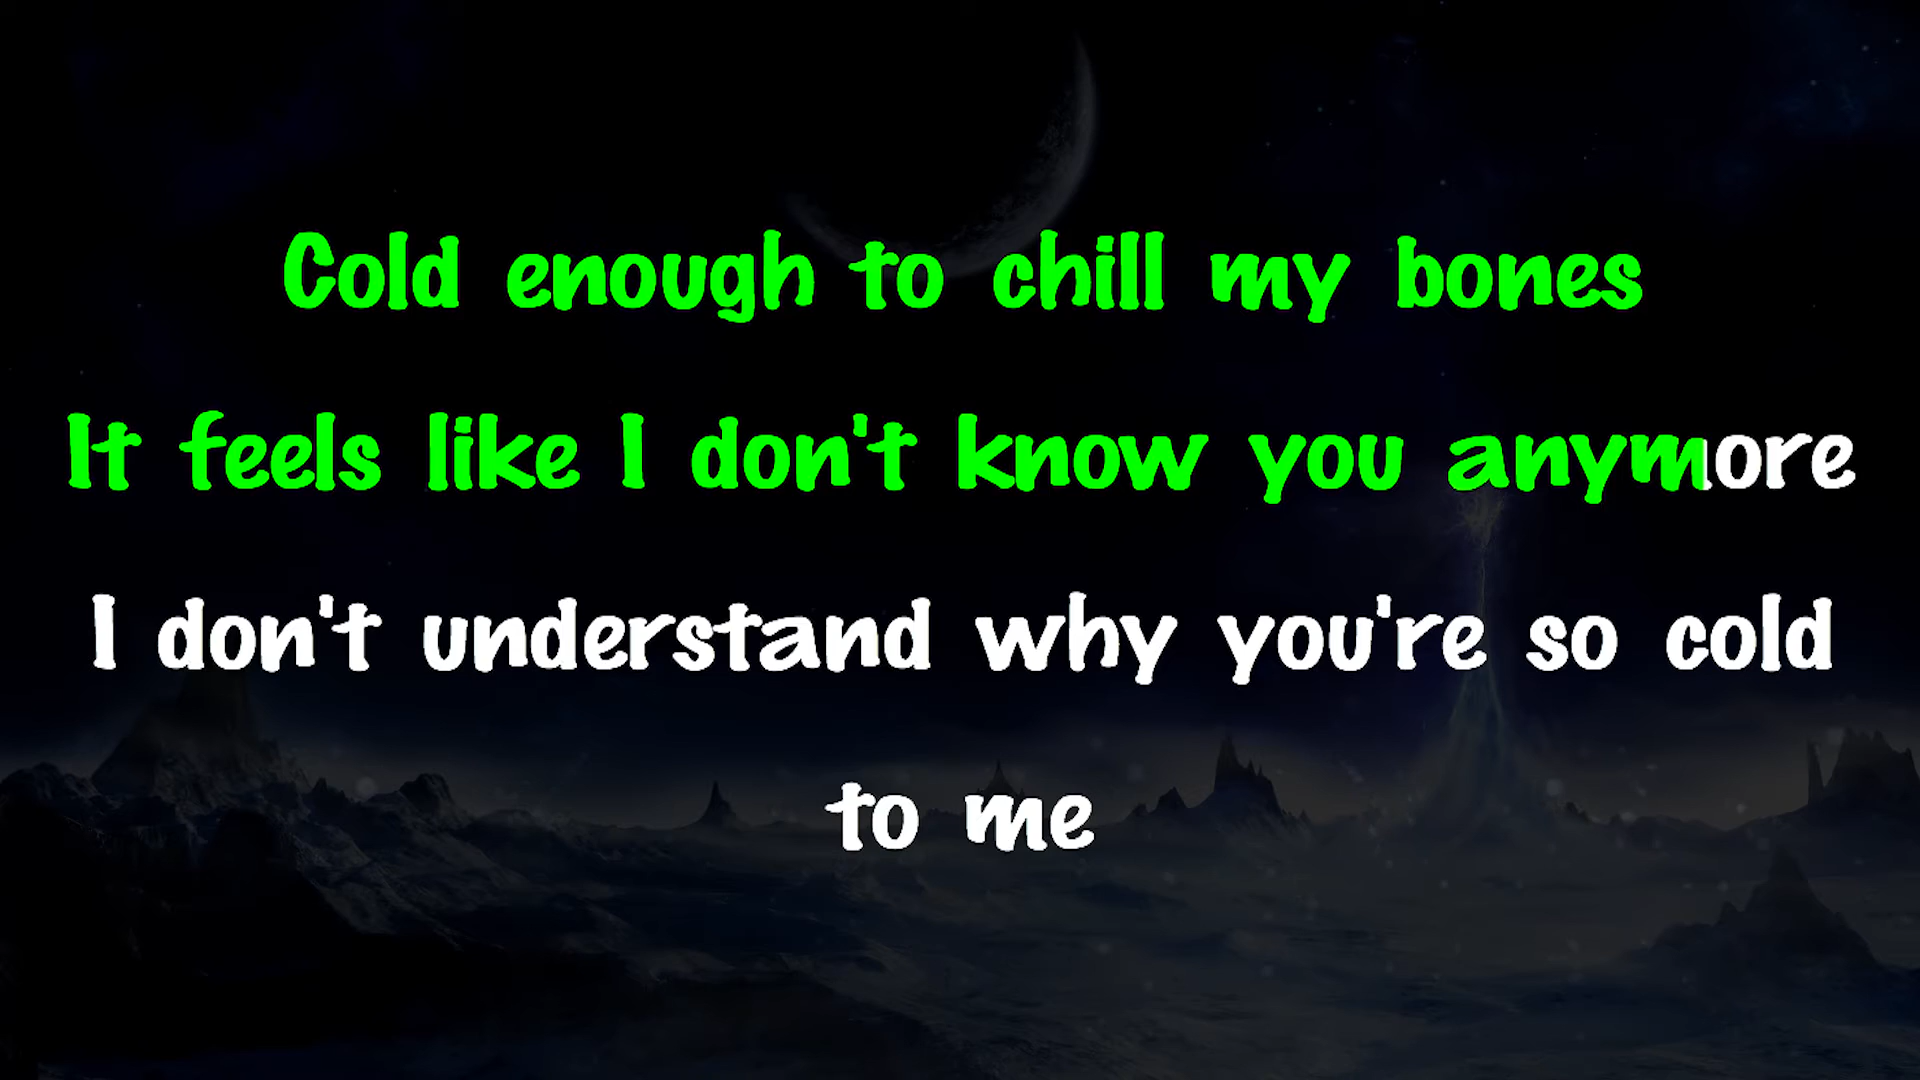 Cold enough to chill my bones
It feels like I don't know you anymore
I don't understand why you're so cold
to me